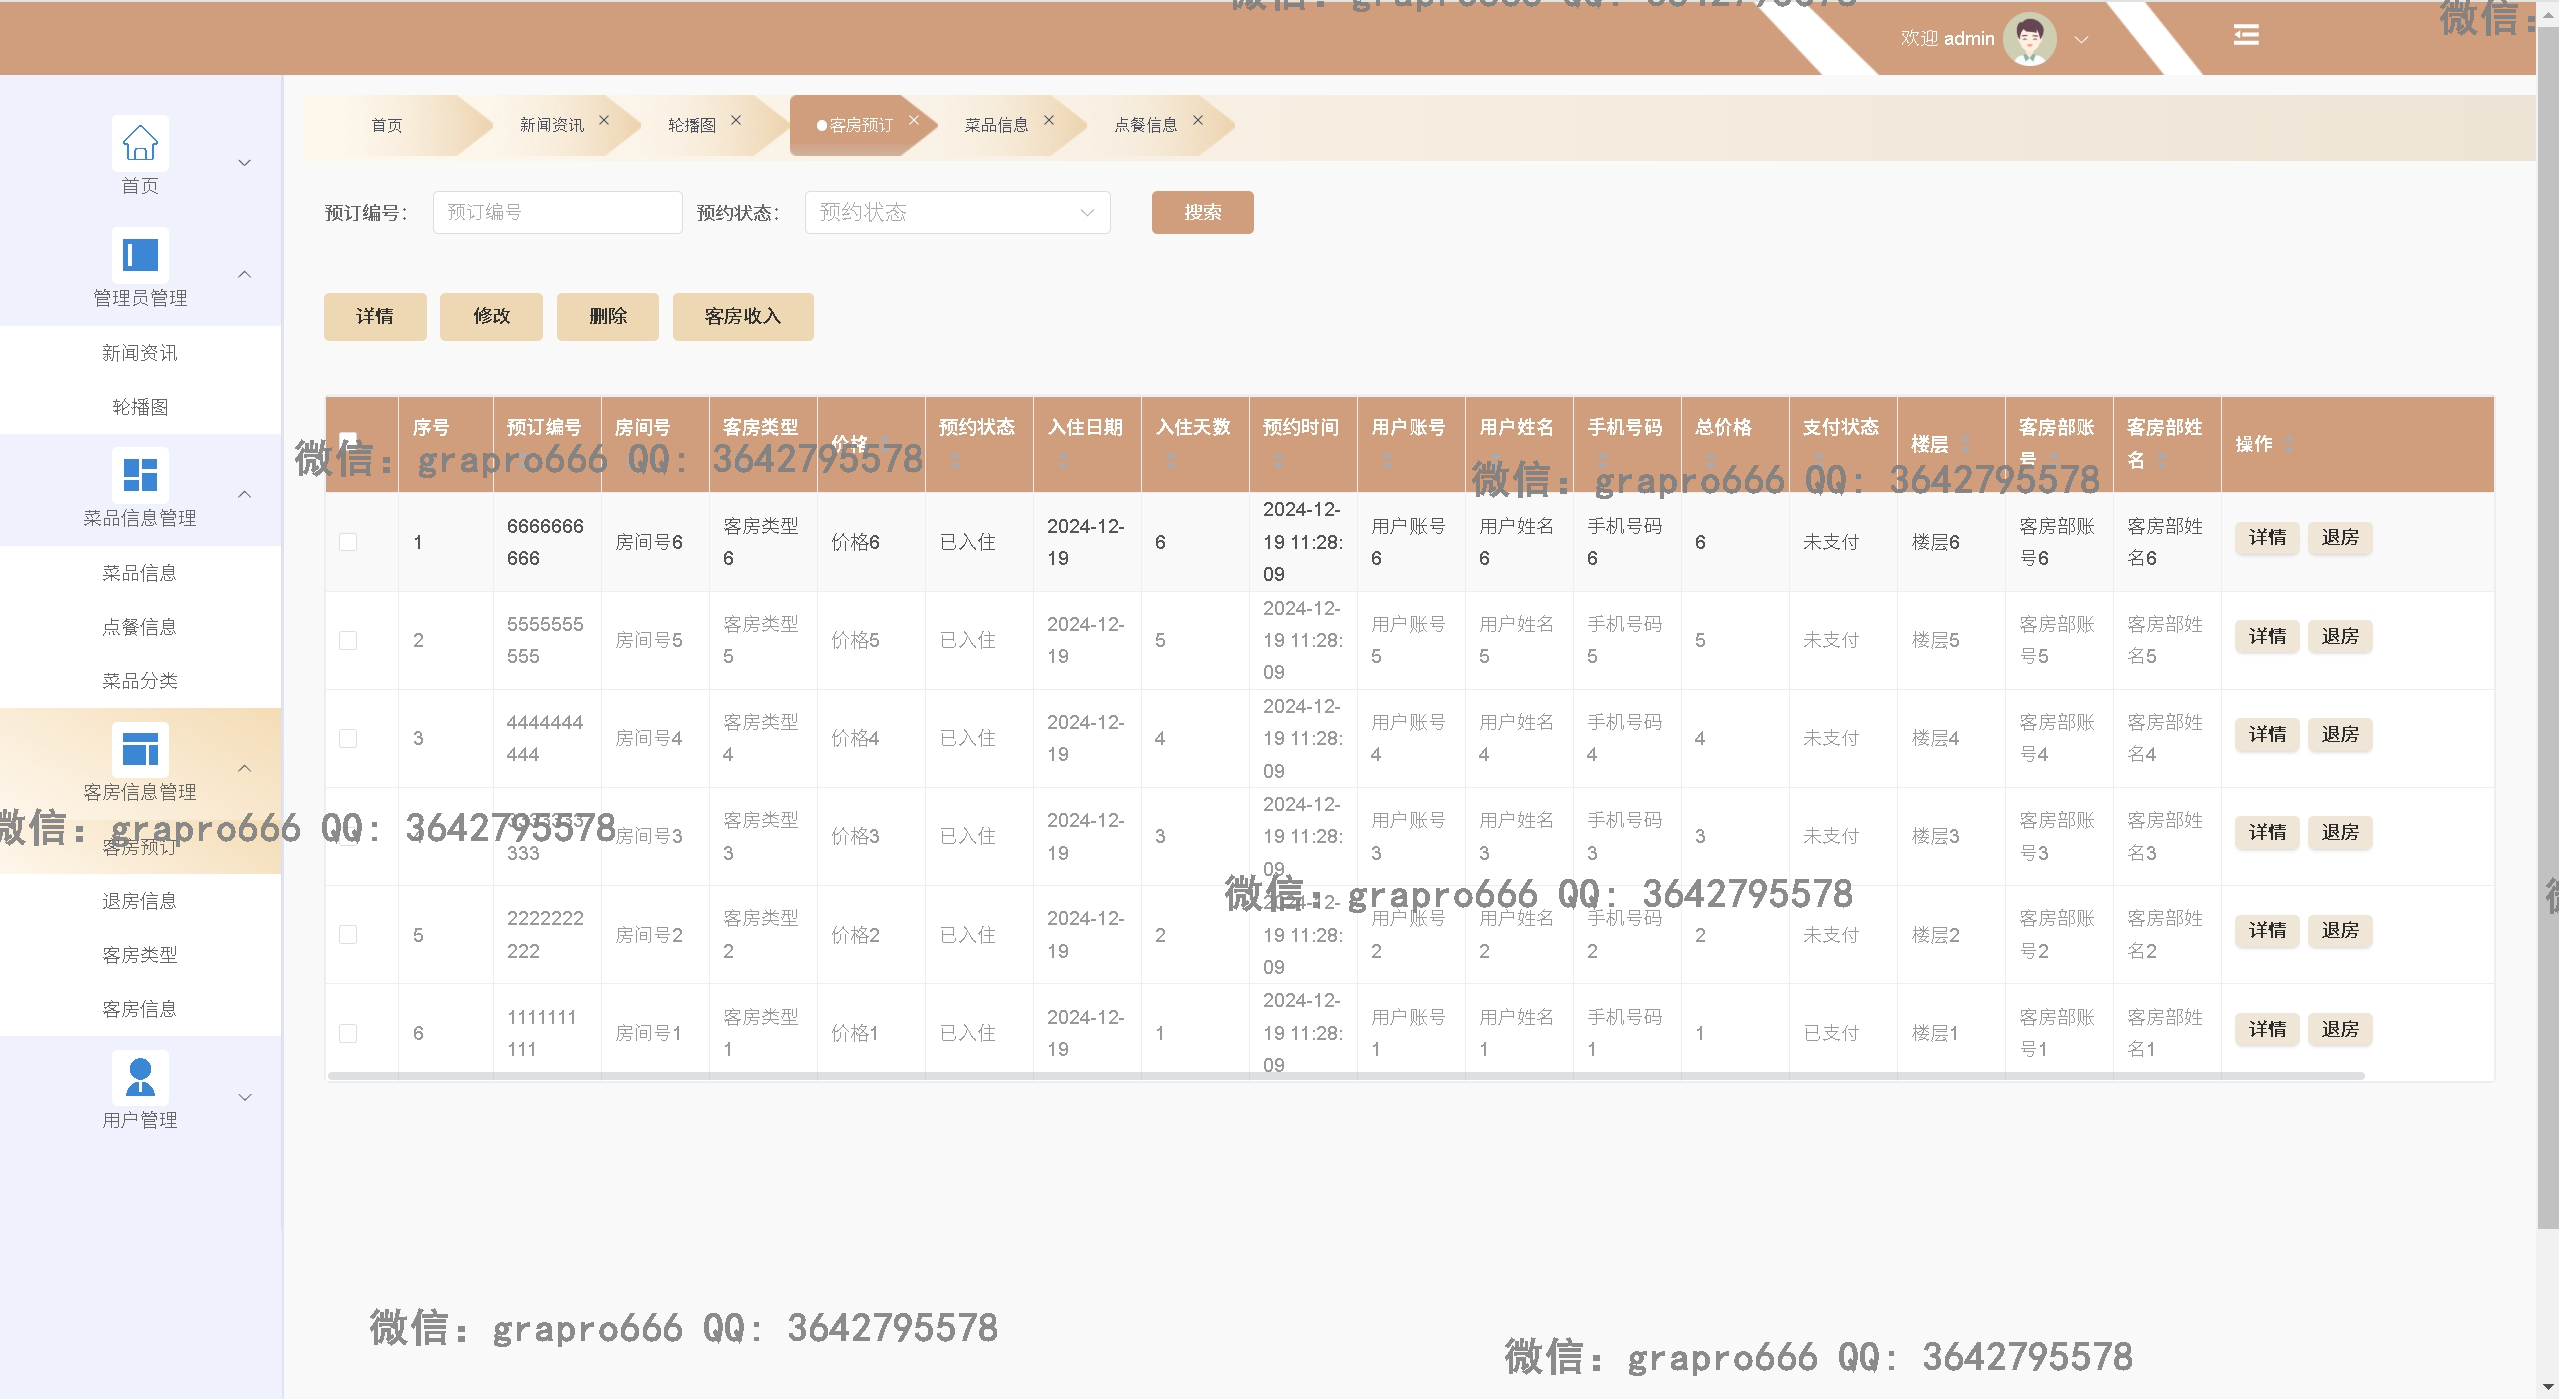 微信: grapro666 QQ: 3642795578
微信:
欢迎 admin
首页
新闻资讯
轮播图
客房预订
菜品信息
点餐信息
首页
管理员管理
新闻资讯
轮播图
菜品信息管理
菜品信息
点餐信息
菜品分类
客房信息管理
客房预订
退房信息
客房类型
客房信息
用户管理
预订编号:
预订编号
预约状态:
预约状态
搜索
详情 修改 删除 客房收入
序号 预订编号 房间号 客房类型 价格 预约状态 入住日期 入住天数 预约时间 用户账号 用户姓名 手机号码 总价格 支付状态 楼层 客房部账号 客房部姓名 操作
微信: grapro666 QQ: 3642795578
微信: grapro666 QQ: 3642795578
1 6666666666 房间号6 客房类型6 价格6 已入住 2024-12-19 6 2024-12-19 11:28:09 用户账号6 用户姓名6 手机号码6 6 未支付 楼层6 客房部账号6 客房部姓名6 详情 退房
2 5555555555 房间号5 客房类型5 价格5 已入住 2024-12-19 5 2024-12-19 11:28:09 用户账号5 用户姓名5 手机号码5 5 未支付 楼层5 客房部账号5 客房部姓名5 详情 退房
3 4444444444 房间号4 客房类型4 价格4 已入住 2024-12-19 4 2024-12-19 11:28:09 用户账号4 用户姓名4 手机号码4 4 未支付 楼层4 客房部账号4 客房部姓名4 详情 退房
微信: grapro666 QQ: 3642795578
3333333333 房间号3 客房类型3 价格3 已入住 2024-12-19 3 2024-12-19 11:28:09 用户账号3 用户姓名3 手机号码3 3 未支付 楼层3 客房部账号3 客房部姓名3 详情 退房
微信: grapro666 QQ: 3642795578
5 2222222222 房间号2 客房类型2 价格2 已入住 2024-12-19 2 2024-12-19 11:28:09 用户账号2 用户姓名2 手机号码2 2 未支付 楼层2 客房部账号2 客房部姓名2 详情 退房
6 1111111111 房间号1 客房类型1 价格1 已入住 2024-12-19 1 2024-12-19 11:28:09 用户账号1 用户姓名1 手机号码1 1 已支付 楼层1 客房部账号1 客房部姓名1 详情 退房
微信: grapro666 QQ: 3642795578
微信: grapro666 QQ: 3642795578